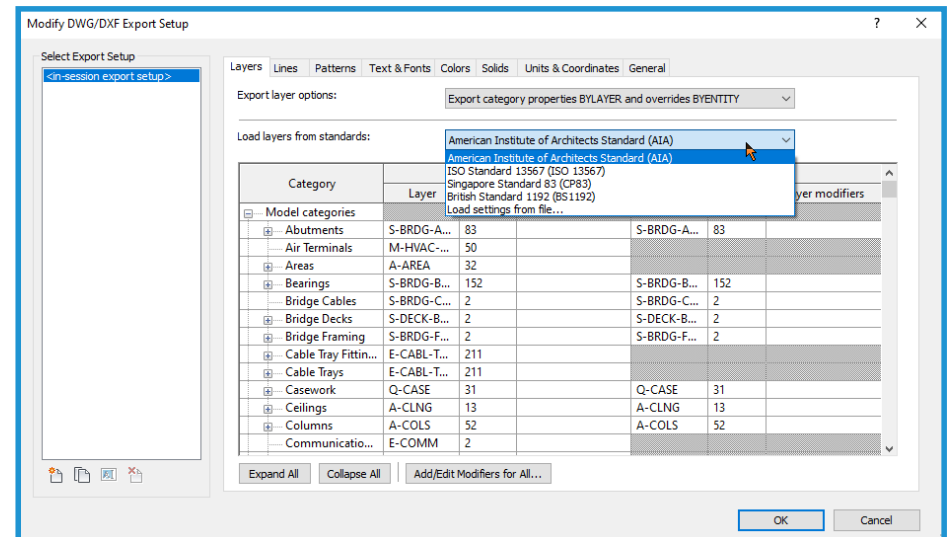 Modify DWG/DXF Export Setup
Select Export Setup
<in-session export setup>
Layers Lines Patterns Text & Fonts Colors Solids Units & Coordinates General
Export layer options: Export category properties BYLAYER and overrides BYENTITY
Load layers from standards: American Institute of Architects Standard (AIA)
American Institute of Architects Standard (AIA)
ISO Standard 13567 (ISO 13567)
Singapore Standard 83 (CP83)
British Standard 1192 (BS1192)
Load settings from file...
Category Layer yer modifiers
Model categories
Abutments S-BRDG-A... 83 S-BRDG-A... 83
Air Terminals M-HVAC-... 50
Areas A-AREA 32
Bearings S-BRDG-B... 152 S-BRDG-B... 152
Bridge Cables S-BRDG-C... 2 S-BRDG-C... 2
Bridge Decks S-DECK-B... 2 S-DECK-B... 2
Bridge Framing S-BRDG-F... 2 S-BRDG-F... 2
Cable Tray Fittin... E-CABL-T... 211
Cable Trays E-CABL-T... 211
Casework Q-CASE 31 Q-CASE 31
Ceilings A-CLNG 13 A-CLNG 13
Columns A-COLS 52 A-COLS 52
Communicatio... E-COMM 2
Expand All Collapse All Add/Edit Modifiers for All...
OK Cancel